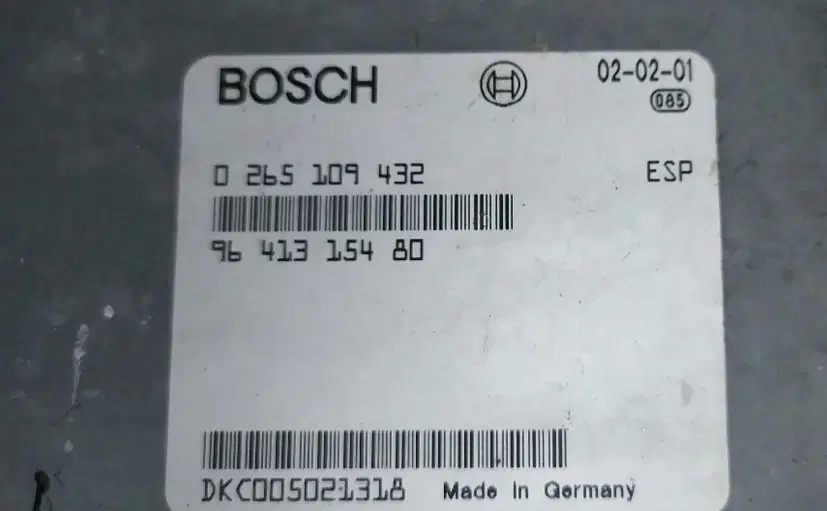 BOSCH 02-02-01
085
0 265 109 432 ESP
96 413 154 80
DKC005021318 Made in Germany